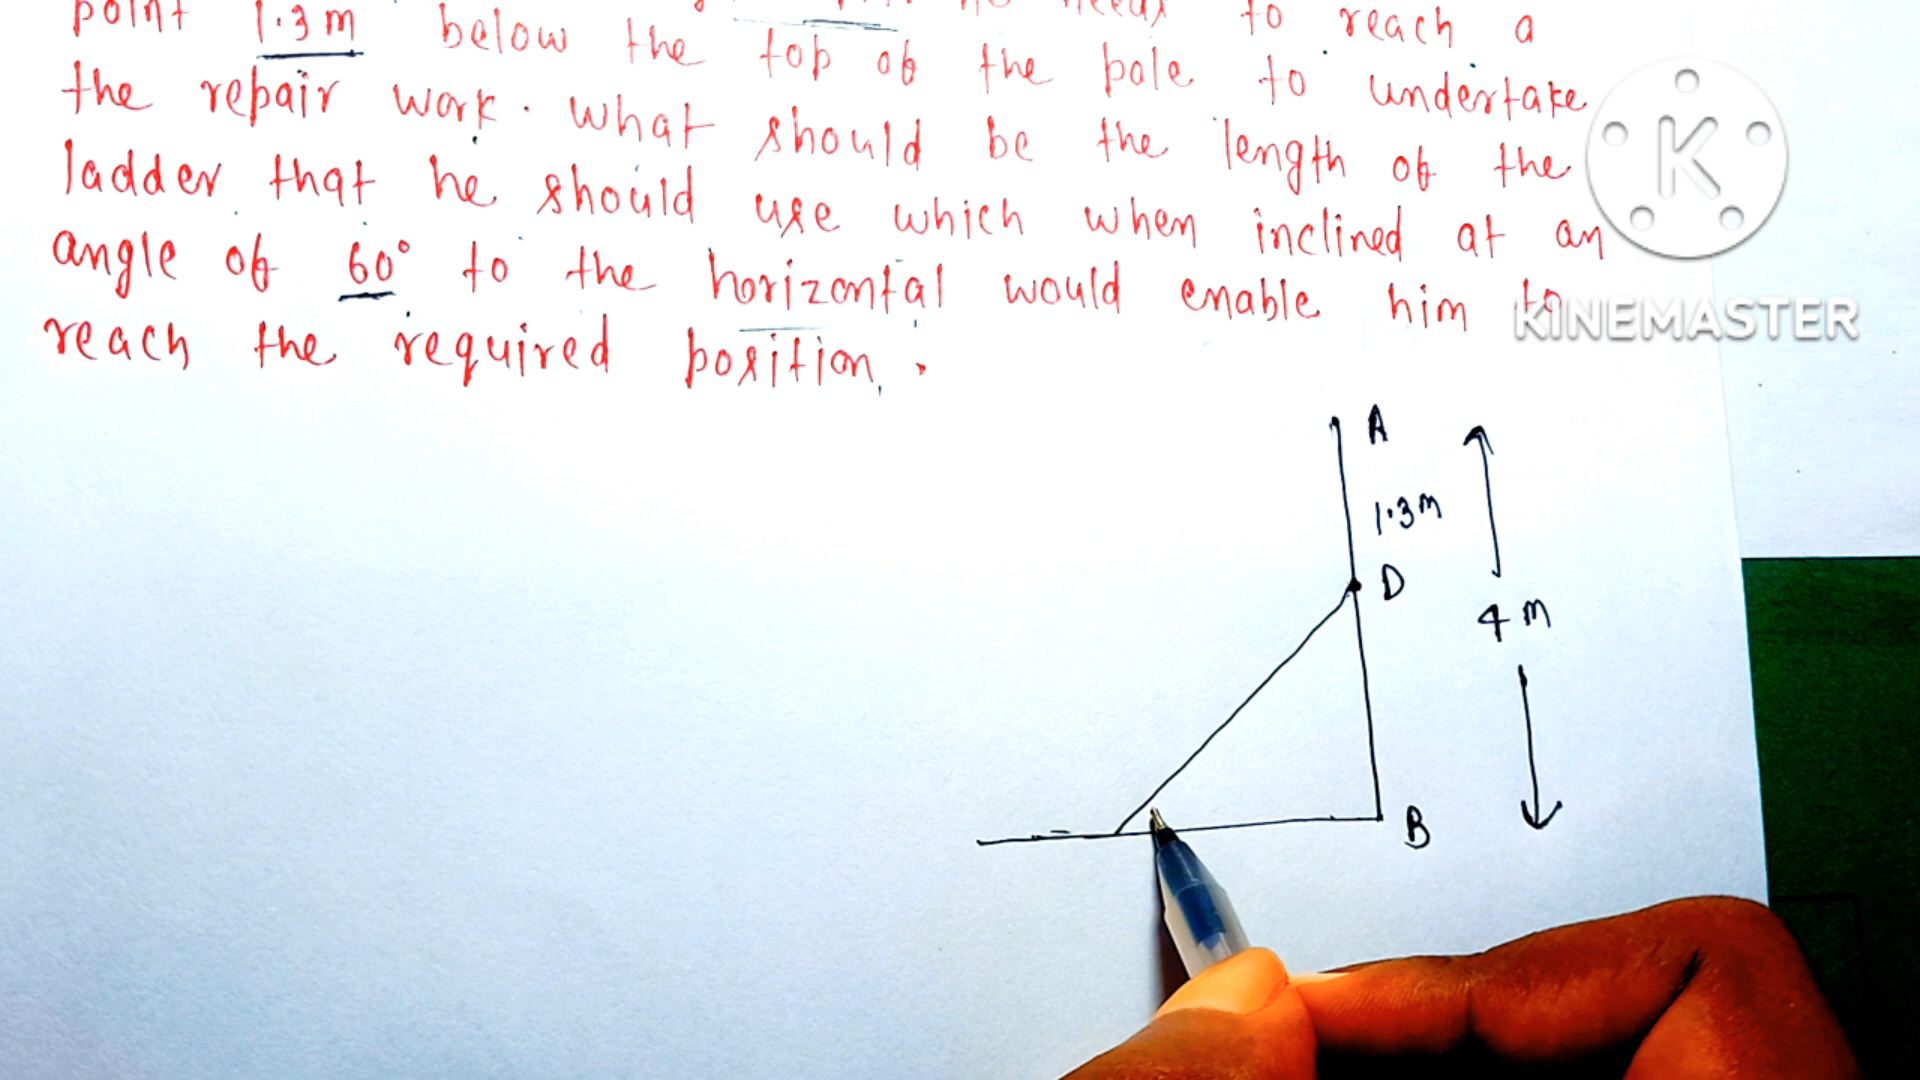 point 1.3 m below the top of the pole to undertake
to reach a
the repair work. what should be the length of the
ladder that he should use which when inclined at an
angle of 60° to the horizontal would enable him to
reach the required position.
K
KINEMASTER
A
1.3m
D
4 m
B